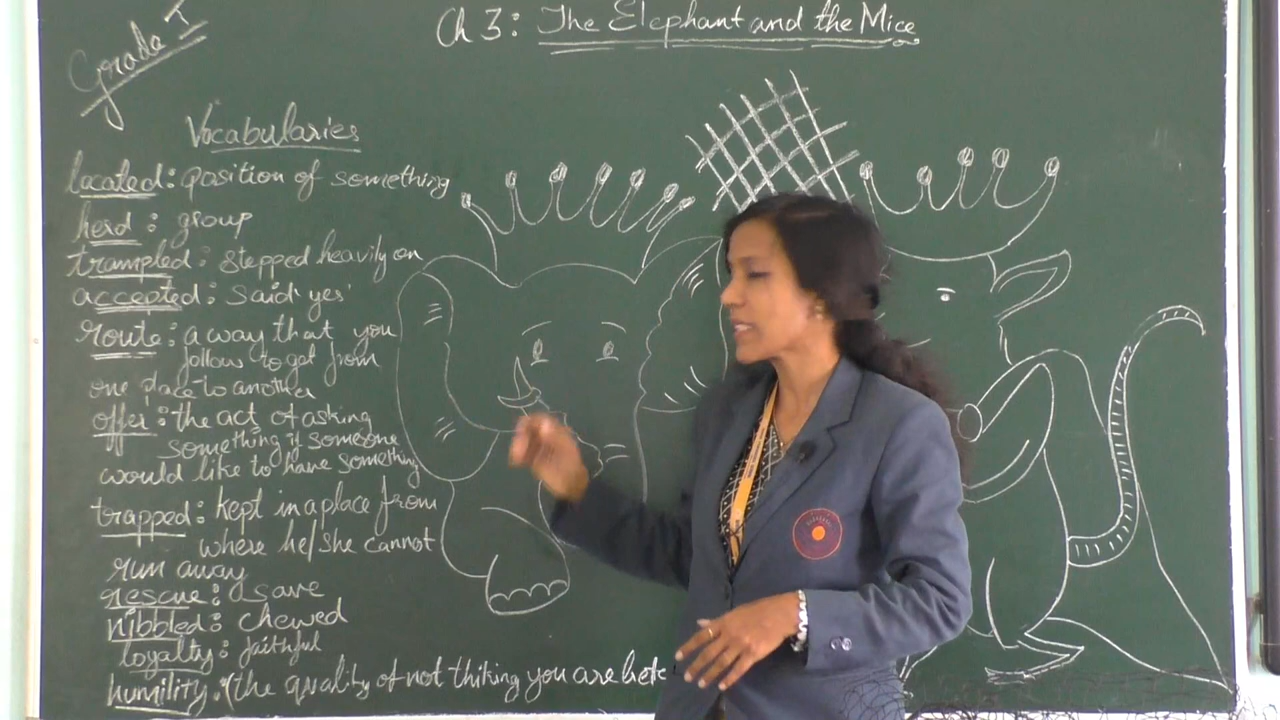 Grade I
Ch 3: The Elephant and the Mice
Vocabularies
located: position of something
herd: group
trampled: stepped heavily on
accepted: said 'yes'
route: a way that you
follow to get from
one place to another
offer: the act of asking
something if someone
would like to have something
trapped: kept in a place from
where he/she cannot
run away
rescue: save
nibbled: chewed
loyalty: faithful
humility: (the quality of not thiking you are bete